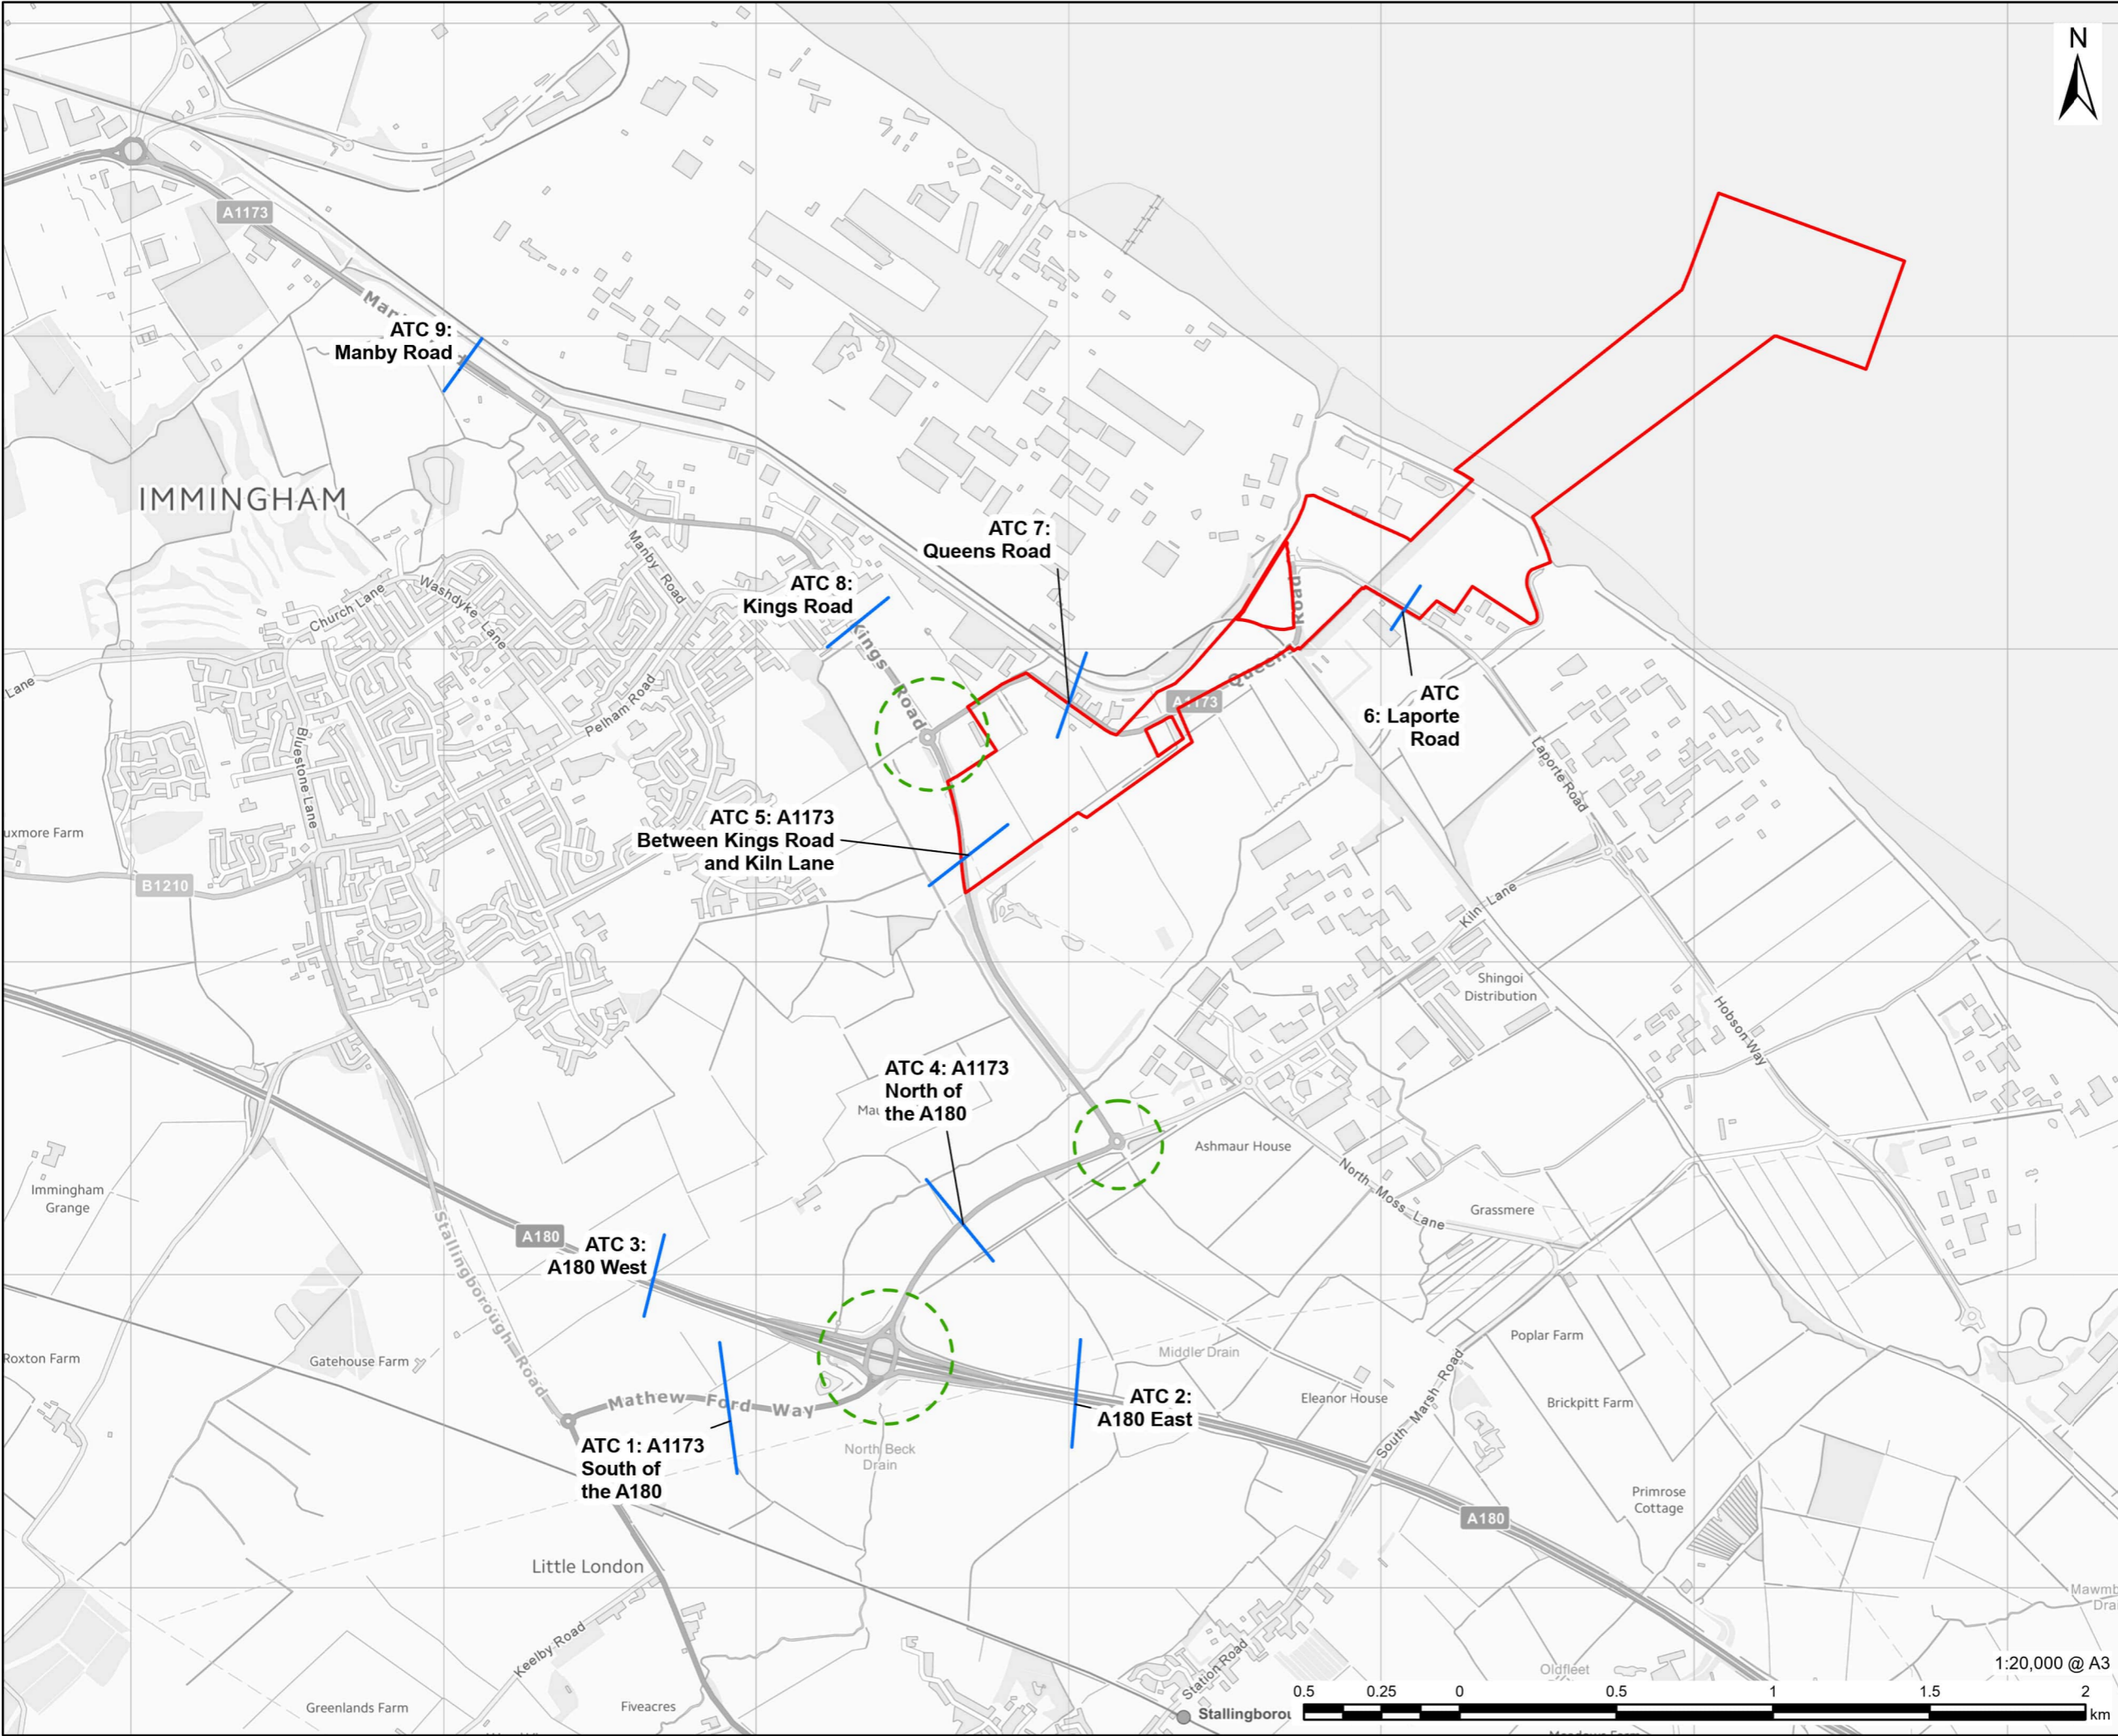 N
A1173
ATC 9:
Manby Road
IMMINGHAM
ATC 7:
Queens Road
Manby Road
ATC 8:
Kings Road
Road
Church Lane
Washdyke Lane
Kings Road
Queens
A1173
ATC
6: Laporte
Road
Lane
Pelham Road
Bluestone Lane
Laporte Road
ATC 5: A1173
Between Kings Road
and Kiln Lane
uxmore Farm
B1210
Kiln Lane
Shingoi
Distribution
Hobson Way
ATC 4: A1173
North of
the A180
Ashmaur House
North Moss Lane
Immingham
Grange
Grassmere
Stallingborough Road
A180
ATC 3:
A180 West
Poplar Farm
Roxton Farm
Gatehouse Farm
Middle Drain
Mathew Ford Way
ATC 2:
A180 East
Eleanor House
Brickpitt Farm
South Marsh Road
ATC 1: A1173
South of
the A180
North Beck
Drain
Primrose
Cottage
A180
Little London
Keelby Road
Station Road
Oldfleet
1:20,000 @ A3
Greenlands Farm
Fiveacres
0.5 0.25 0 0.5 1 1.5 2
km